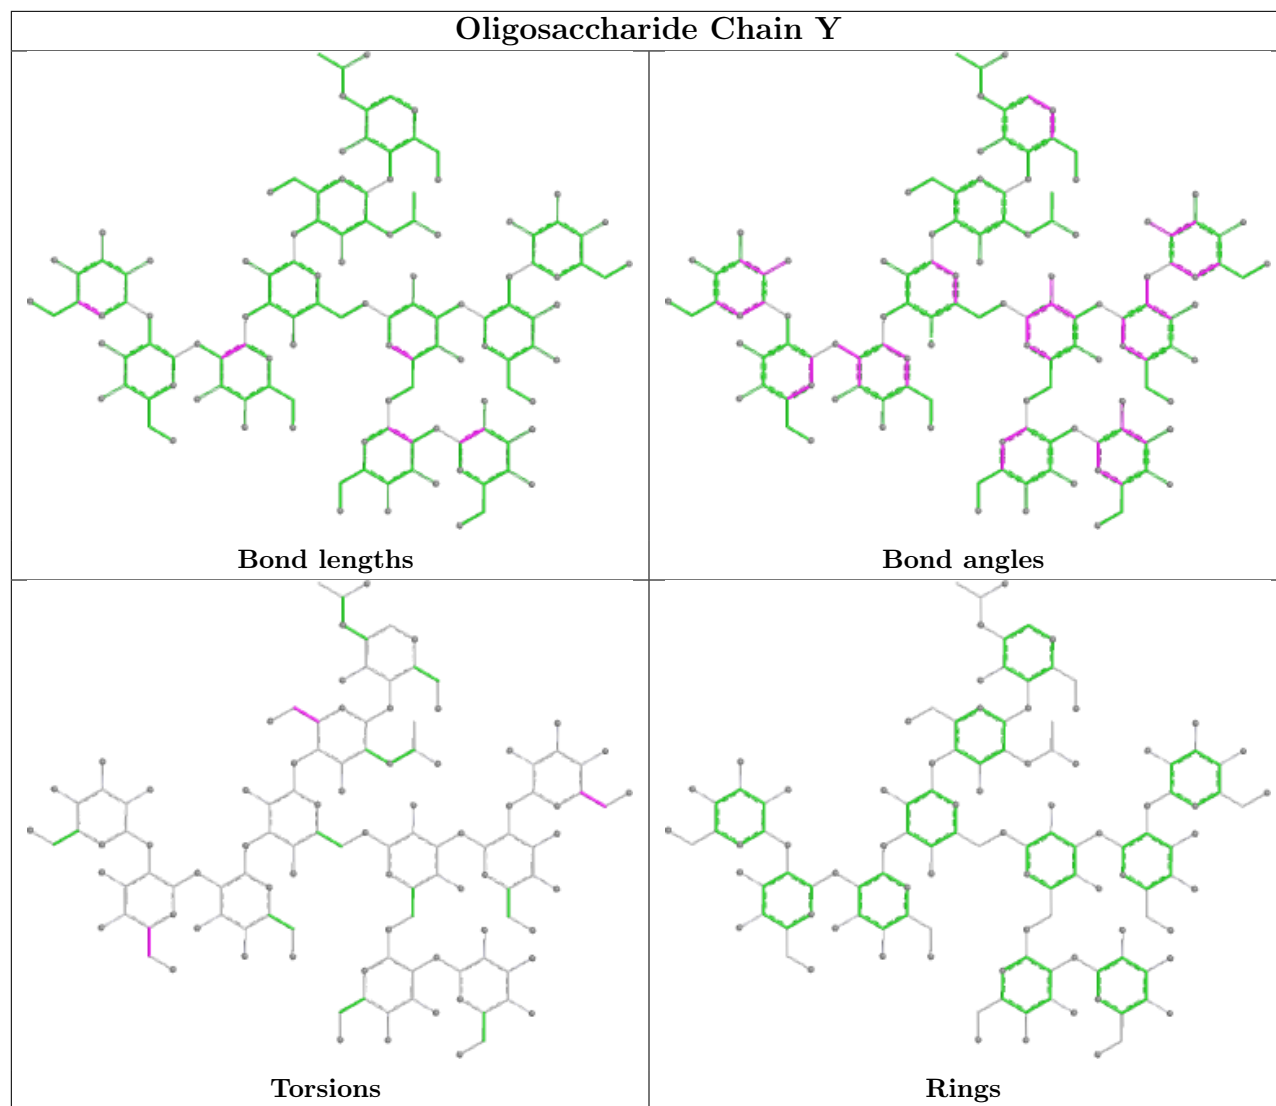 Oligosaccharide Chain Y
Bond lengths
Bond angles
Torsions
Rings